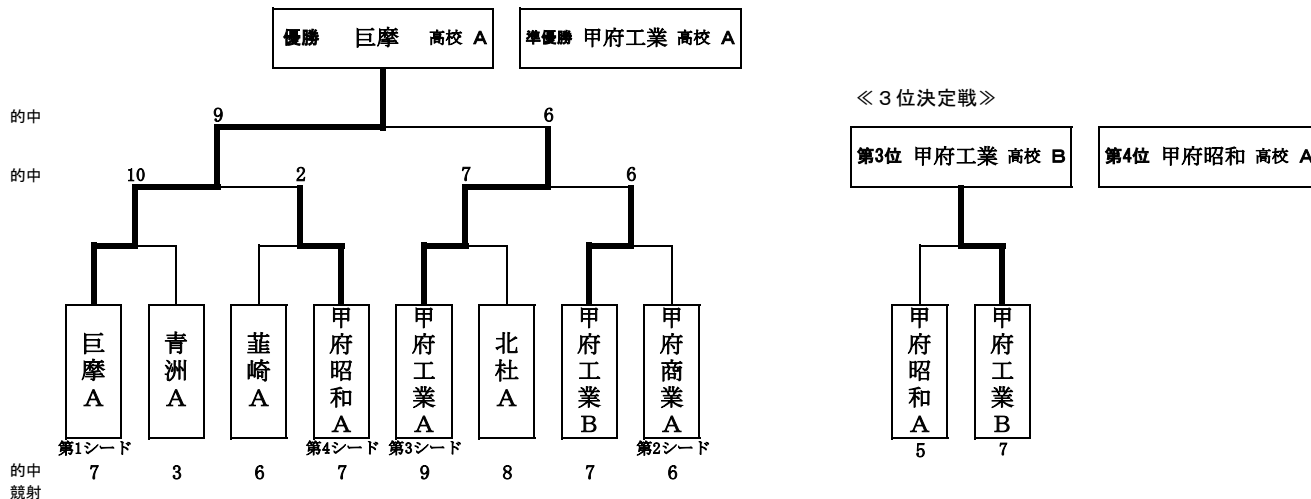 優勝 巨摩 高校 A
準優勝 甲府工業 高校 A
的中 9 6
≪３位決定戦≫
第3位 甲府工業 高校 B
第4位 甲府昭和 高校 A
的中 10 2 7 6
巨摩A
青洲A
韮崎A
甲府昭和A
甲府工業A
北杜A
甲府工業B
甲府商業A
甲府昭和A
甲府工業B
第1シード 第4シード 第3シード 第2シード
的中 7 3 6 7 9 8 7 6
5 7
競射